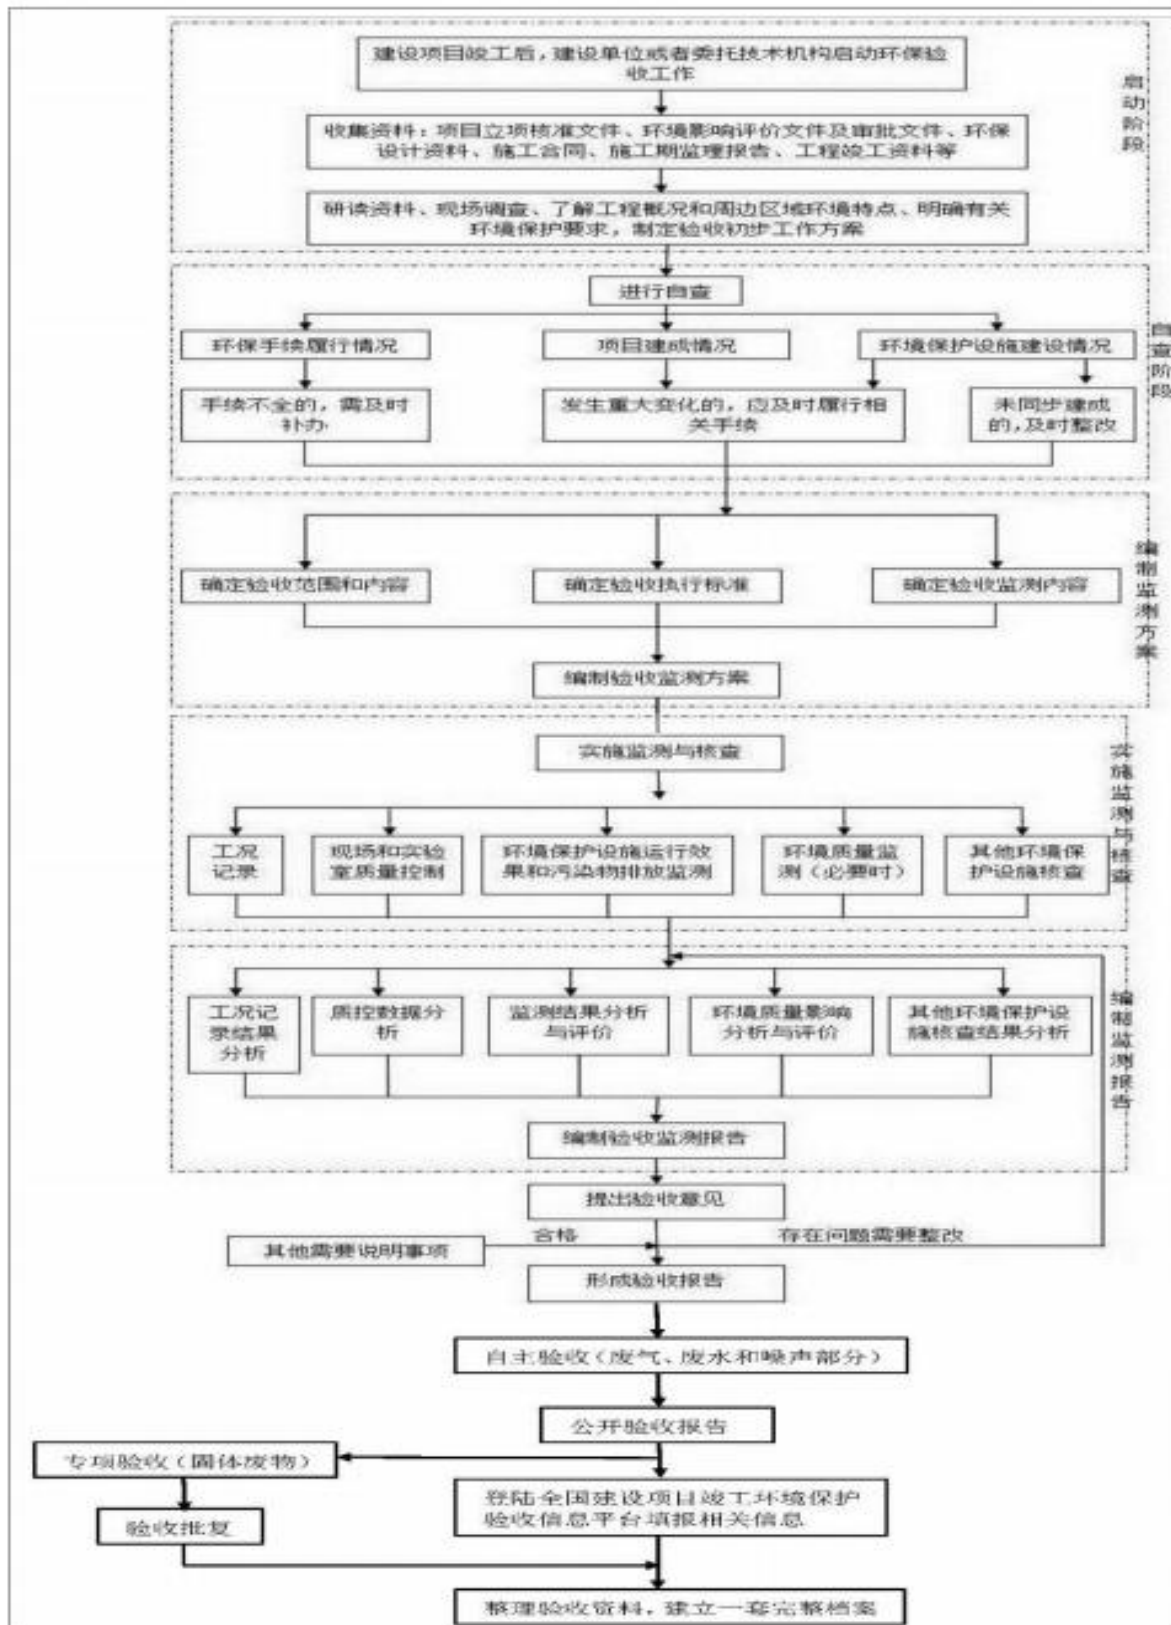 建设项目竣工后,建设单位或者委托技术机构启动环保验
收工作
启动阶段
收集资料:项目立项核准文件、环境影响评价文件及审批文件、环保
设计资料、施工合同、施工期监理报告、工程竣工资料等
研读资料、现场调查、了解工程概况和周边区域环境特点、明确有关
环境保护要求,制定验收初步工作方案
进行自查
自查阶段
环保手续履行情况
项目建成情况
环境保护设施建设情况
手续不全的,需及时
补办
发生重大变化的,应及时履行相
关手续
未同步建成
的,及时整改
编制监测方案
确定验收范围和内容
确定验收执行标准
确定验收监测内容
编制验收监测方案
实施监测与核查
实施监测与核查
工况
记录
现场和实验
室质量控制
环境保护设施运行效
果和污染物排放监测
环境质量监
测(必要时)
其他环境保
护设施核查
编制监测报告
工况记
录结果
分析
质控数据分
析
监测结果分析
与评价
环境质量影响
分析与评价
其他环境保护设
施核查结果分析
编制验收监测报告
提出验收意见
合格
存在问题需要整改
其他需要说明事项
形成验收报告
自主验收(废气、废水和噪声部分)
公开验收报告
专项验收(固体废物)
验收批复
登陆全国建设项目竣工环境保护
验收信息平台填报相关信息
整理验收资料,建立一套完整档案